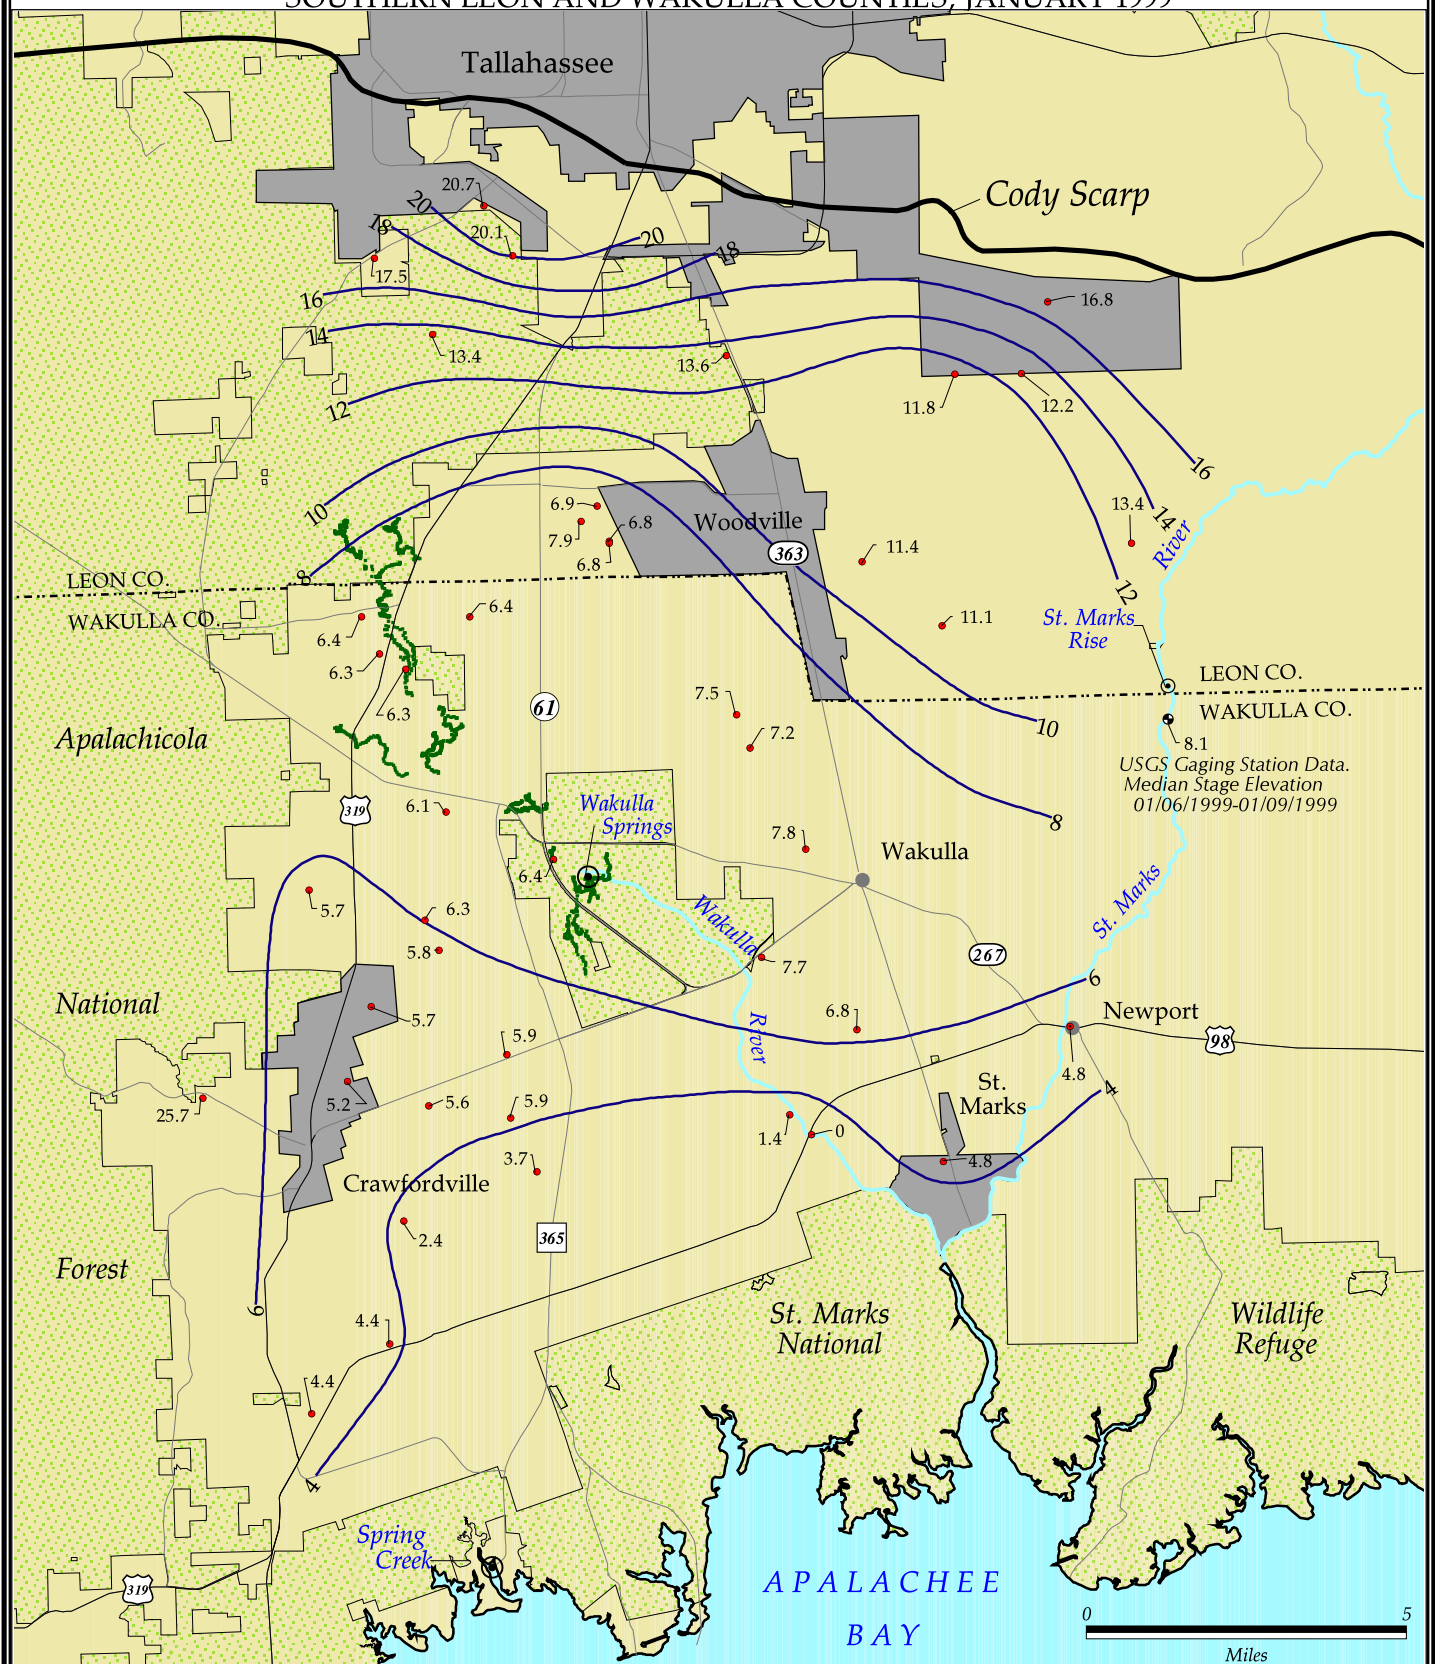 SOUTHERN LEON AND WAKULLA COUNTIES, JANUARY 1999
Tallahassee
Cody Scarp
20.7
20
18
20.1
20
18
17.5
16
16.8
14
13.4
13.6
12
11.8
12.2
16
10
6.9
7.9
6.8
6.8
Woodville
363
11.4
13.4
14
River
8
LEON CO.
WAKULLA CO.
12
6.4
6.4
11.1
St. Marks
Rise
6.3
6.3
LEON CO.
WAKULLA CO.
61
7.5
7.2
10
8.1
USGS Gaging Station Data.
Median Stage Elevation
01/06/1999-01/09/1999
Apalachicola
319
6.1
Wakulla
Springs
7.8
8
Wakulla
6.4
5.7
6.3
5.8
Wakulla
7.7
St. Marks
267
6
National
5.7
5.9
6.8
River
Newport
98
4.8
25.7
5.2
5.6
5.9
1.4
0
St.
Marks
4
3.7
4.8
Crawfordville
2.4
365
Forest
6
4.4
St. Marks
National
Wildlife
Refuge
4.4
4
Spring
Creek
319
APALACHEE
BAY
0 5
Miles